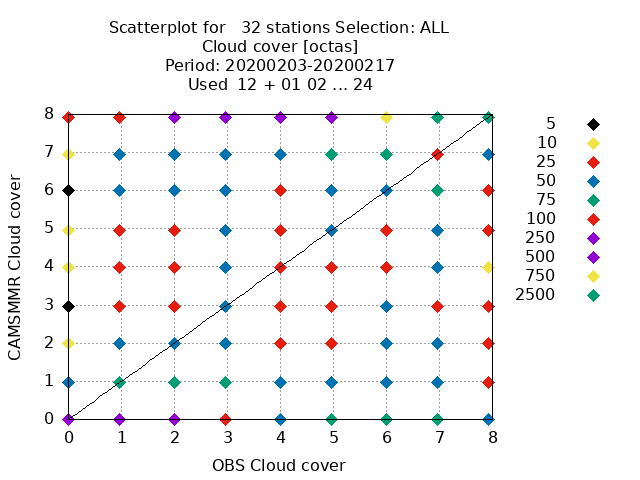 Scatterplot for   32 stations Selection: ALL
Cloud cover [octas]
Period: 20200203-20200217
Used  12 + 01 02 ... 24
8
7
6
5
4
3
2
1
0
CAMSMMR Cloud cover
0 1 2 3 4 5 6 7 8
OBS Cloud cover
5
10
25
50
75
100
250
500
750
2500